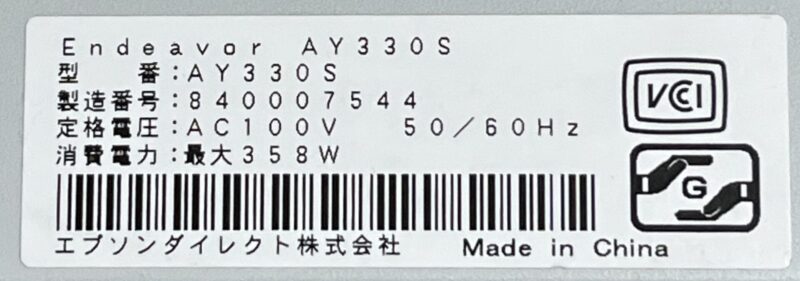 Endeavor AY330S
型　番:AY330S
製造番号:840007544
定格電圧:AC100V　50/60Hz
消費電力:最大358W
エプソンダイレクト株式会社　Made in China
VCCI
G